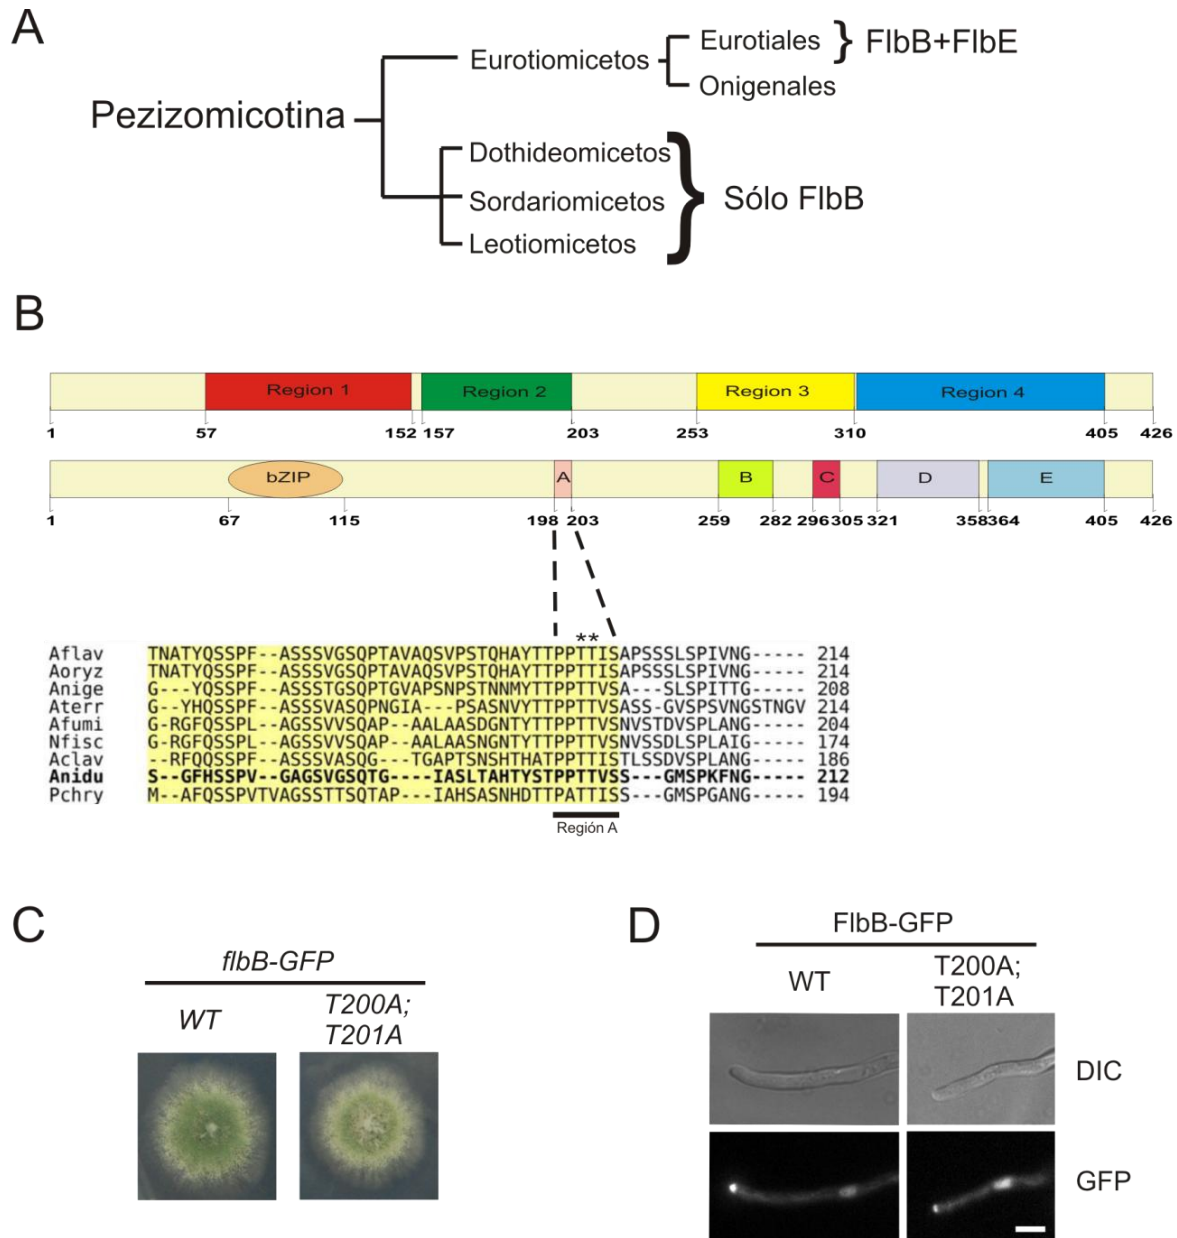 A
Pezizomicotina
Eurotiomicetos
Eurotiales } FlbB+FlbE
Onigenales
Dothideomicetos
Sordariomicetos
Leotiomicetos
} Sólo FlbB
B
Region 1 Region 2 Region 3 Region 4
1 57 152 157 203 253 310 405 426
bZIP A B C D E
1 67 115 198 203 259 282 296 305 321 358 364 405 426
**
Aflav TNATYQSSPF--ASSSVGSQPTAVAQSVPSTQHAYTTPPTTISAPSSSLSPIVNG----- 214
Aoryz TNATYQSSPF--ASSSVGSQPTAVAQSVPSTQHAYTTPPTTISAPSSSLSPIVNG----- 214
Anige G---YQSSPF--ASSSTGSQPTGVAPSNPSTNNMYTTPPTTVSA---SLSPITTG----- 208
Aterr G--YHQSSPF--ASSSVASQPNGIA---PSASNVYTTPPTTVSASS-GVSPSVNGSTNGV 214
Afumi G-RGFQSSPL--AGSSVVSQAP--AALAASDGNTYTTPPTTVSNVSTDVSPLANG----- 204
Nfisc G-RGFQSSPL--AGSSVVSQAP--AALAASNGNTYTTPPTTVSNVSSDLSPLAIG----- 174
Aclav --RFQQSSPF--ASSSVASQG----TGAPTSNSHTHATPPTTISTLSSDVSPLANG----- 186
Anidu S--GFHSSPV--GAGSVGSQTG----IASLTAHTYSTPPTTVSS---GMSPKFNG----- 212
Pchry M--AFQSSPVTVAGSSTTSQTAP---IAHSASNHDTTPATTISS---GMSPGANG----- 194
Región A
C
flbB-GFP
WT
T200A;
T201A
D
FlbB-GFP
WT
T200A;
T201A
DIC
GFP